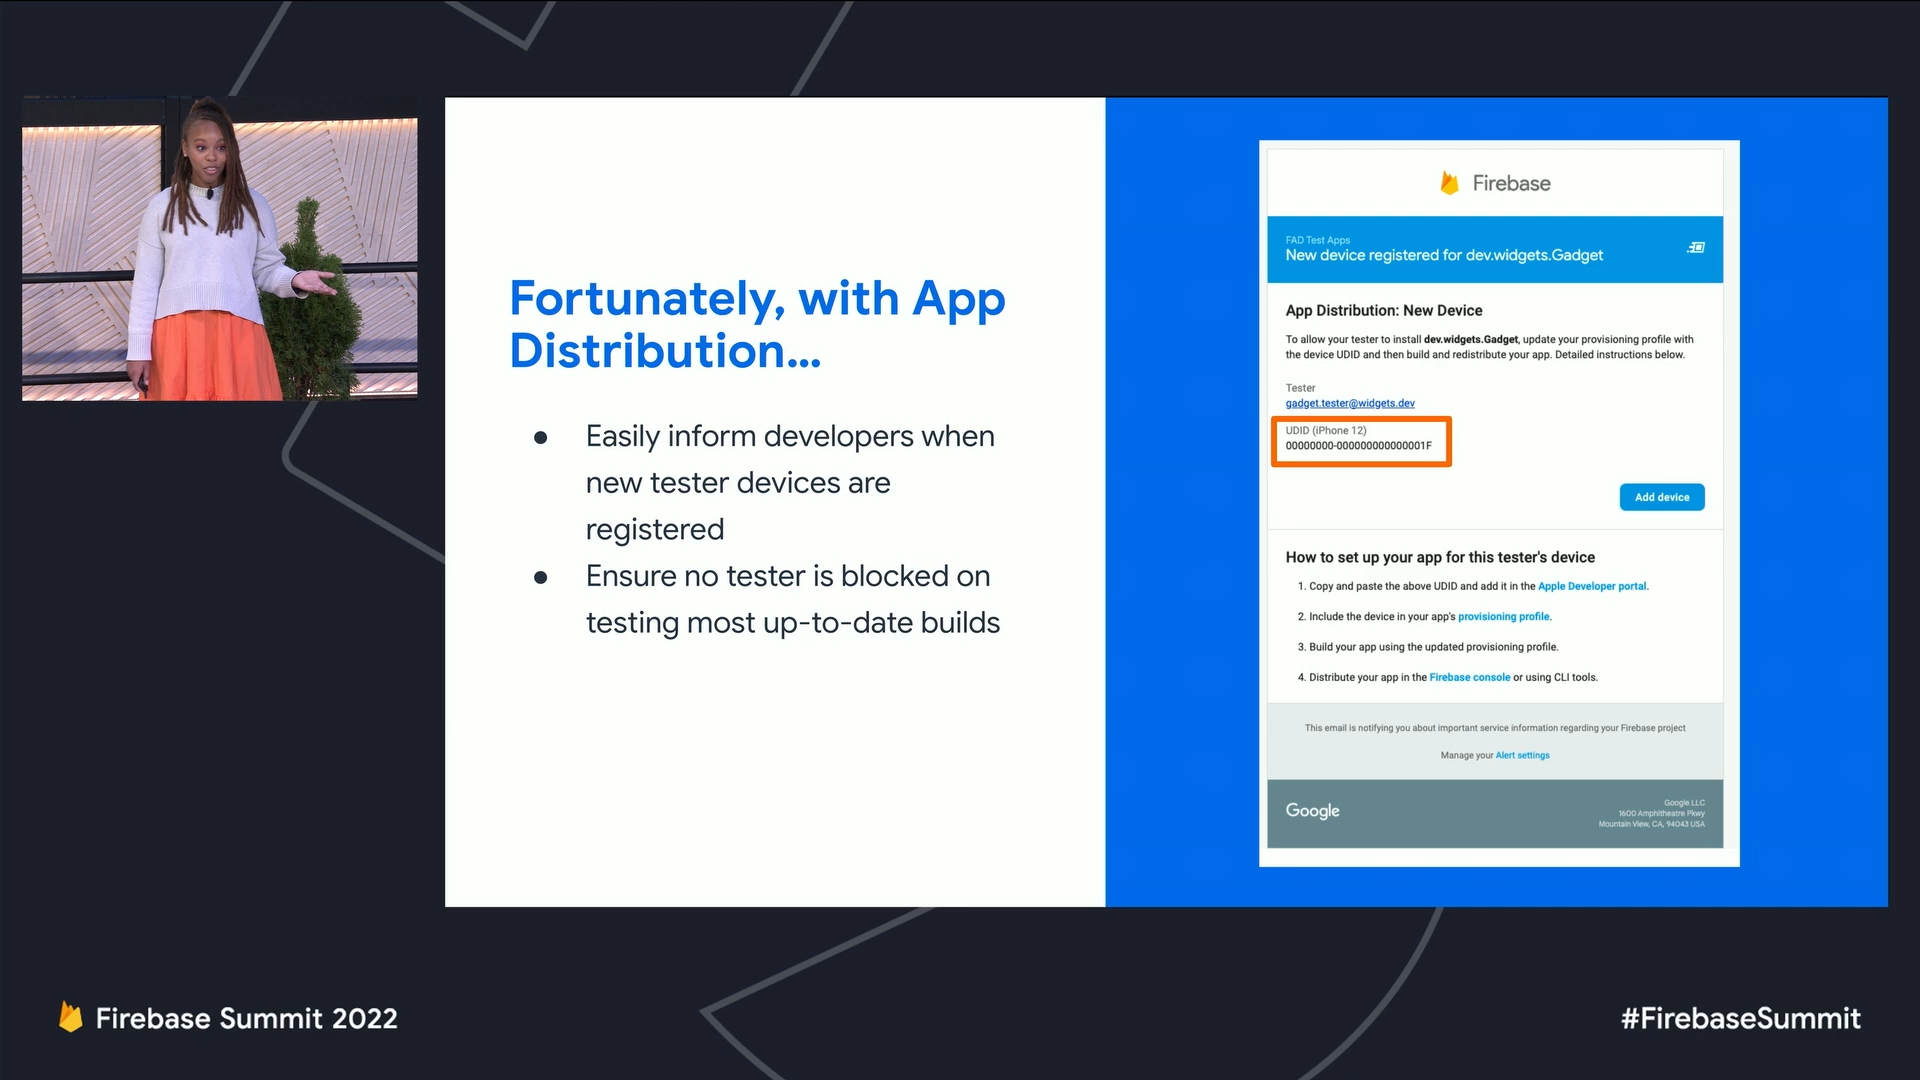 Fortunately, with App
Distribution...
● Easily inform developers when
new tester devices are
registered
● Ensure no tester is blocked on
testing most up-to-date builds
Firebase
FAD Test Apps
New device registered for dev.widgets.Gadget
App Distribution: New Device
To allow your tester to install dev.widgets.Gadget, update your provisioning profile with
the device UDID and then build and redistribute your app. Detailed instructions below.
Tester
gadget.tester@widgets.dev
UDID (iPhone 12)
00000000-000000000000001F
Add device
How to set up your app for this tester's device
1. Copy and paste the above UDID and add it in the Apple Developer portal.
2. Include the device in your app's provisioning profile.
3. Build your app using the updated provisioning profile.
4. Distribute your app in the Firebase console or using CLI tools.
This email is notifying you about important service information regarding your Firebase project
Manage your Alert settings
Google
Google LLC
1600 Amphitheatre Pkwy
Mountain View, CA, 94043 USA
Firebase Summit 2022
#FirebaseSummit